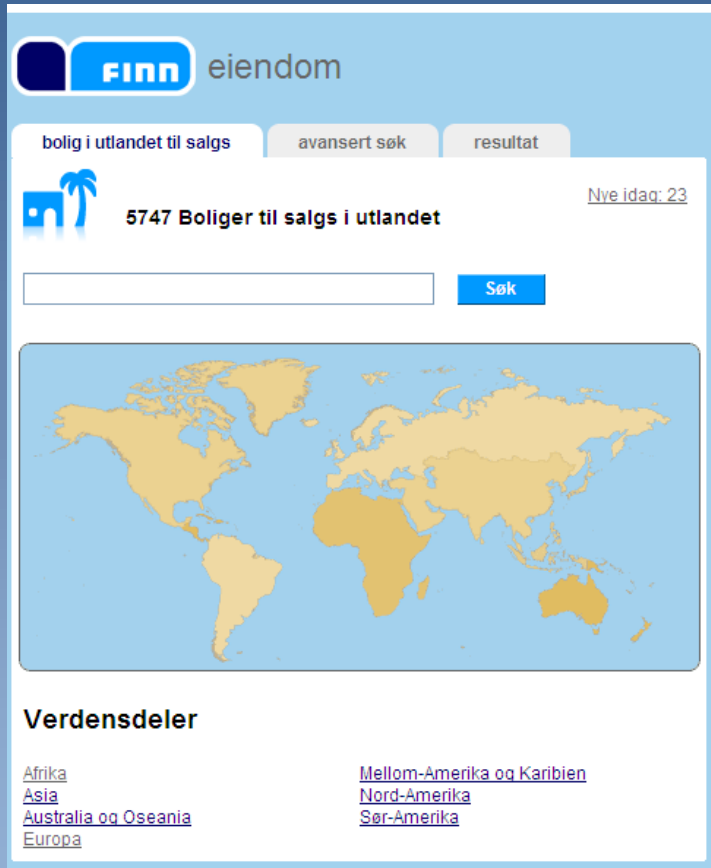 FINN eiendom
bolig i utlandet til salgs avansert søk resultat
Nye idag: 23
5747 Boliger til salgs i utlandet
Søk
Verdensdeler
Afrika
Asia
Australia og Oseania
Europa
Mellom-Amerika og Karibien
Nord-Amerika
Sør-Amerika